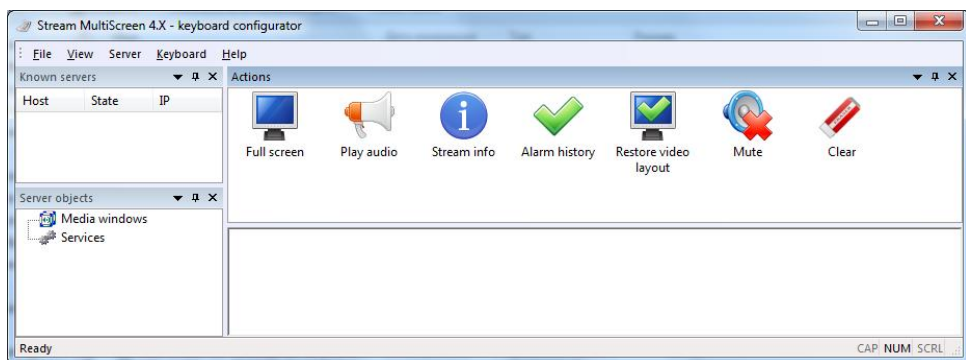 Stream MultiScreen 4.X - keyboard configurator
File View Server Keyboard Help
Known servers
Host State IP
Server objects
Media windows
Services
Actions
Full screen
Play audio
Stream info
Alarm history
Restore video
layout
Mute
Clear
Ready
CAP NUM SCRL